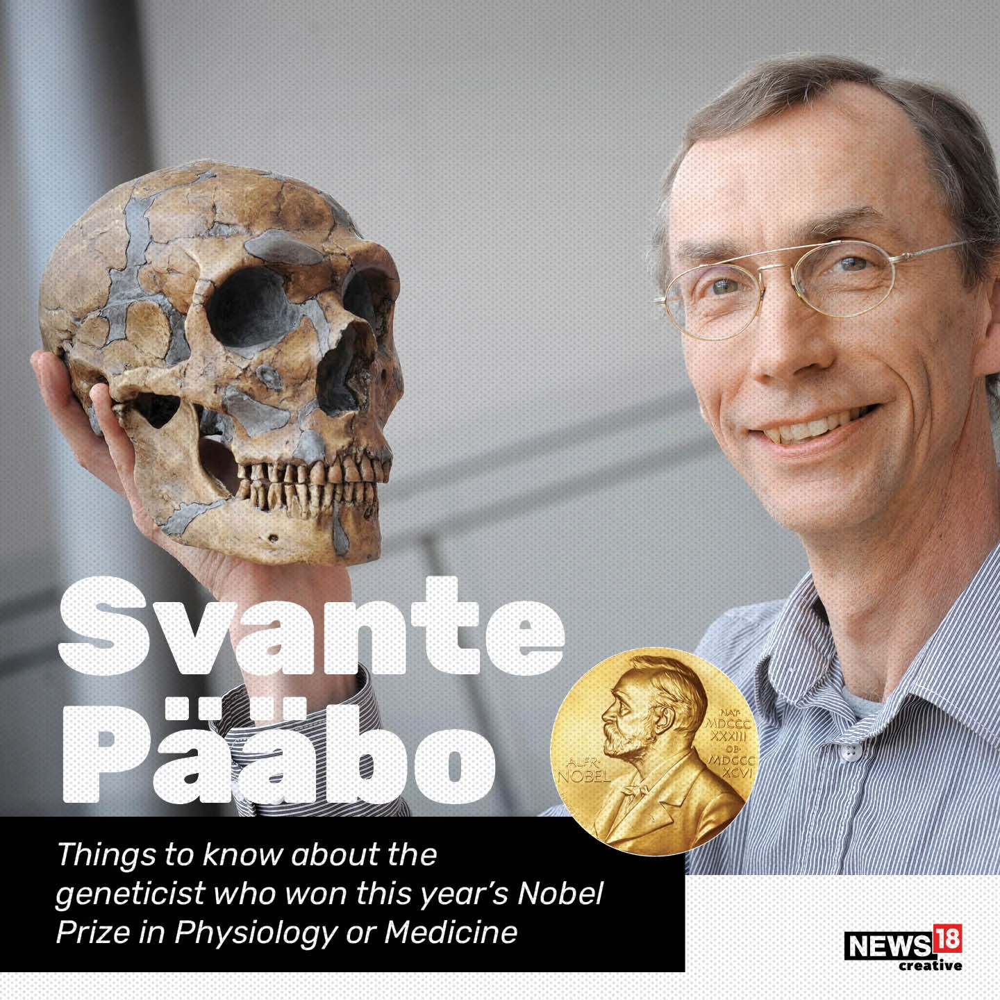 Svante
Pääbo
ALFR·
NOBEL
NAT·
MDCCC
XXXIII
OB·
MDCCC
XCVI
Things to know about the
geneticist who won this year’s Nobel
Prize in Physiology or Medicine
NEWS18
creative